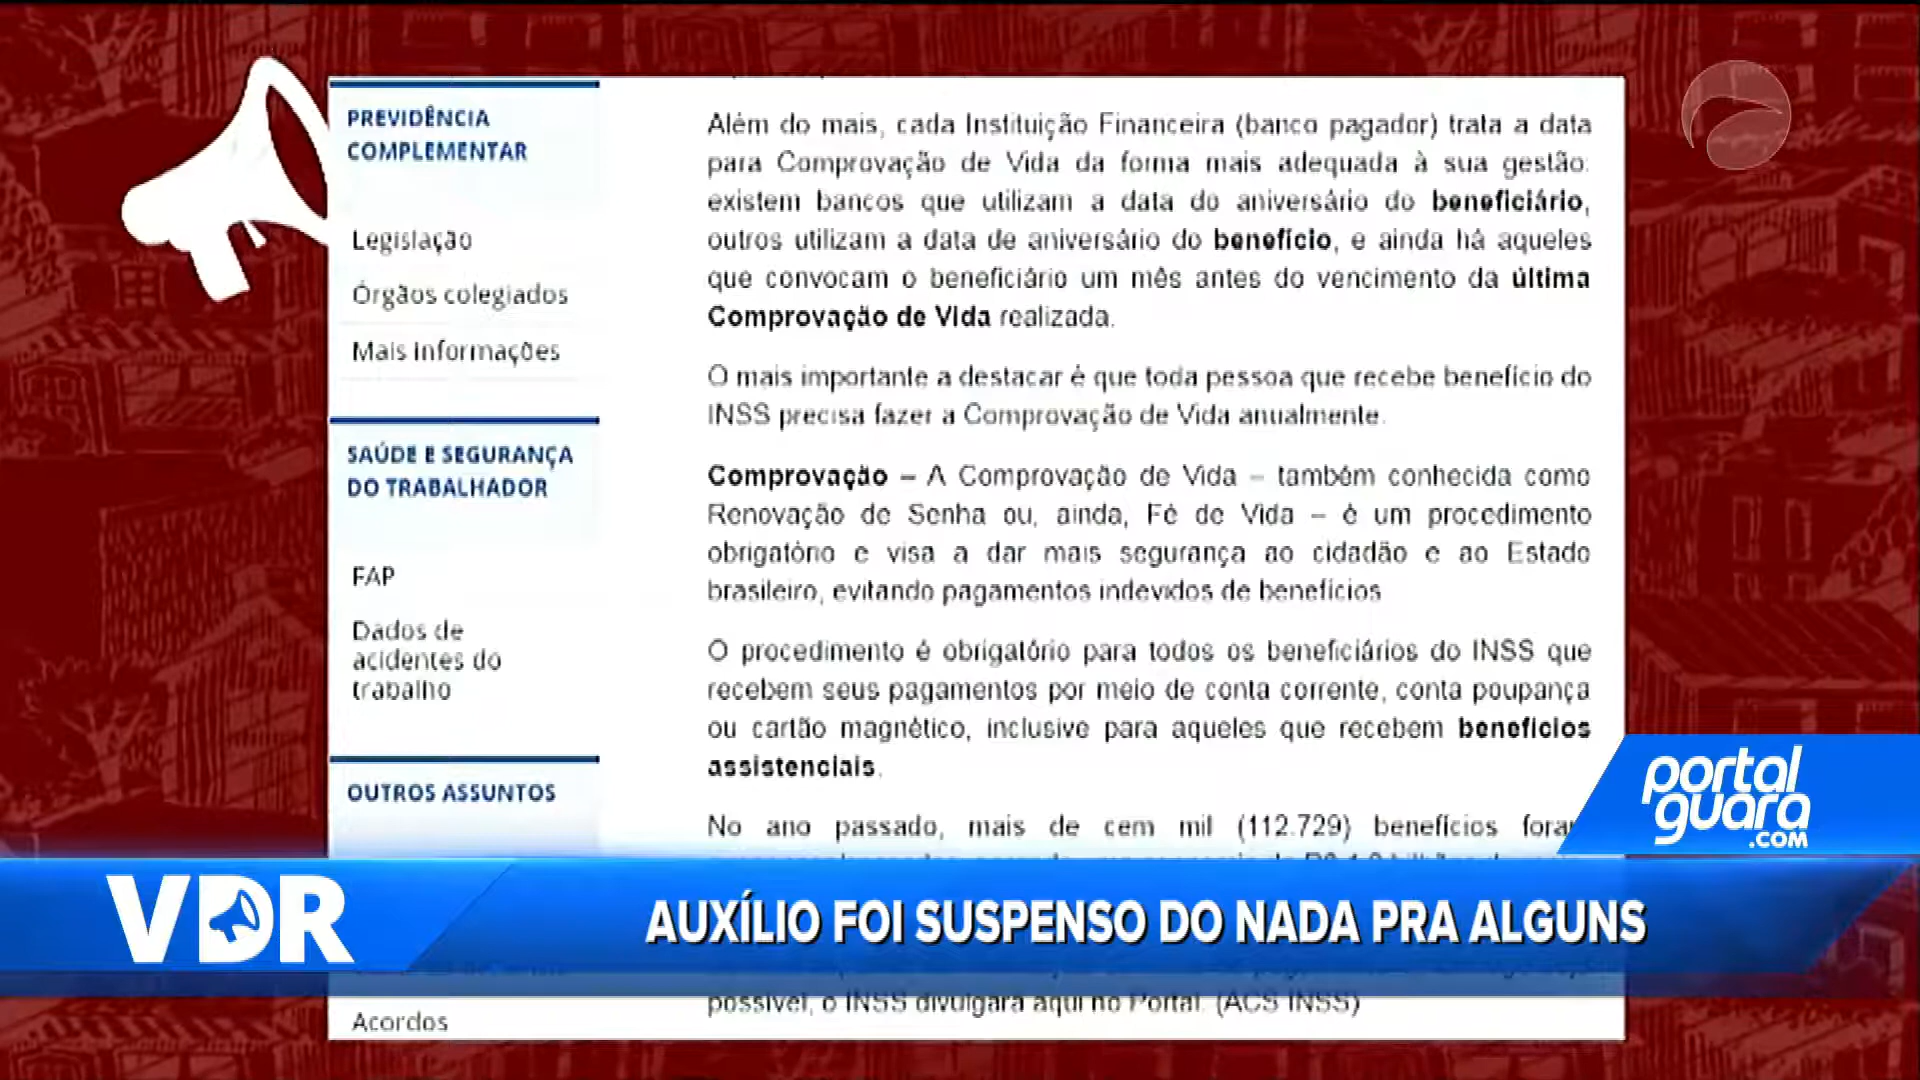 PREVIDÊNCIA
COMPLEMENTAR
Legislação
Órgãos colegiados
Mais informações
SAÚDE E SEGURANÇA
DO TRABALHADOR
FAP
Dados de
acidentes do
trabalho
OUTROS ASSUNTOS
Acordos
Além do mais, cada Instituição Financeira (banco pagador) trata a data
para Comprovação de Vida da forma mais adequada à sua gestão:
existem bancos que utilizam a data do aniversário do beneficiário,
outros utilizam a data de aniversário do benefício, e ainda há aqueles
que convocam o beneficiário um mês antes do vencimento da última
Comprovação de Vida realizada.
O mais importante a destacar é que toda pessoa que recebe benefício do
INSS precisa fazer a Comprovação de Vida anualmente.
Comprovação – A Comprovação de Vida – também conhecida como
Renovação de Senha ou, ainda, Fé de Vida – é um procedimento
obrigatório e visa a dar mais segurança ao cidadão e ao Estado
brasileiro, evitando pagamentos indevidos de benefícios
O procedimento é obrigatório para todos os beneficiários do INSS que
recebem seus pagamentos por meio de conta corrente, conta poupança
ou cartão magnético, inclusive para aqueles que recebem benefícios
assistenciais.
No ano passado, mais de cem mil (112.729) benefícios
possível, o INSS divulgará aqui no Portal. (ACS INSS)
portal
guara
.COM
VDR
AUXÍLIO FOI SUSPENSO DO NADA PRA ALGUNS